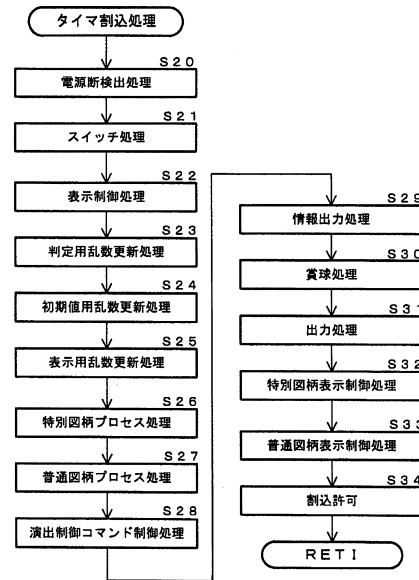 タイマ割込処理
S20
電源断検出処理
S21
スイッチ処理
S22
表示制御処理
S23
判定用乱数更新処理
S24
初期値用乱数更新処理
S25
表示用乱数更新処理
S26
特別図柄プロセス処理
S27
普通図柄プロセス処理
S28
演出制御コマンド制御処理
S29
情報出力処理
S30
賞球処理
S31
出力処理
S32
特別図柄表示制御処理
S33
普通図柄表示制御処理
S34
割込許可
RETI